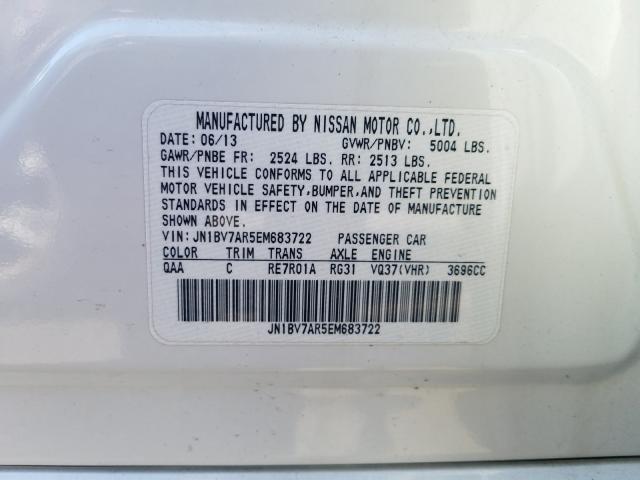 MANUFACTURED BY NISSAN MOTOR CO.,LTD.
DATE: 06/13 GVWR/PNBV: 5004 LBS.
GAWR/PNBE FR: 2524 LBS. RR: 2513 LBS.
THIS VEHICLE CONFORMS TO ALL APPLICABLE FEDERAL
MOTOR VEHICLE SAFETY,BUMPER,AND THEFT PREVENTION
STANDARDS IN EFFECT ON THE DATE OF MANUFACTURE
SHOWN ABOVE.
VIN: JN1BV7AR5EM683722 PASSENGER CAR
COLOR TRIM TRANS AXLE ENGINE
QAA C RE7R01A RG31 VQ37(VHR) 3696CC
JN1BV7AR5EM683722